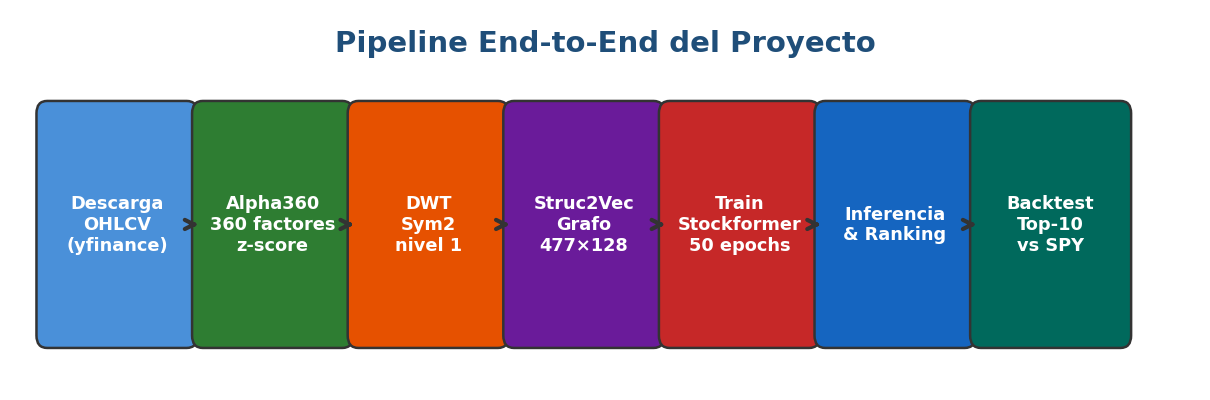 Pipeline End-to-End del Proyecto
Descarga
OHLCV
(yfinance)
Alpha360
360 factores
z-score
DWT
Sym2
nivel 1
Struc2Vec
Grafo
477×128
Train
Stockformer
50 epochs
Inferencia
& Ranking
Backtest
Top-10
vs SPY